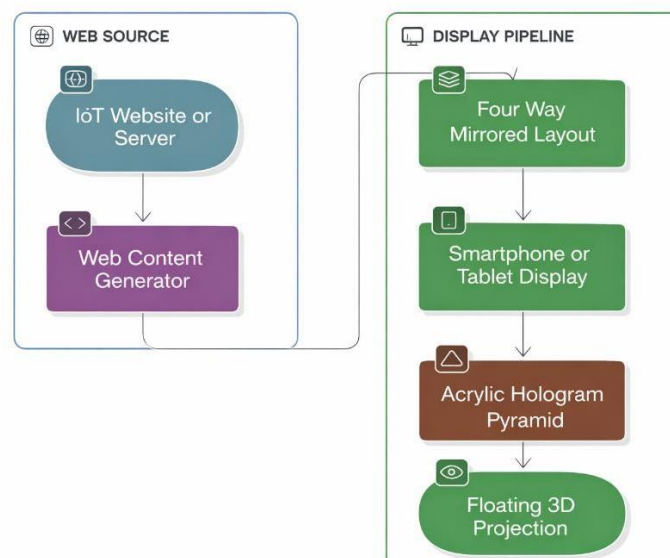 WEB SOURCE
IöT Website or
Server
Web Content
Generator
DISPLAY PIPELINE
Four Way
Mirrored Layout
Smartphone or
Tablet Display
Acrylic Hologram
Pyramid
Floating 3D
Projection